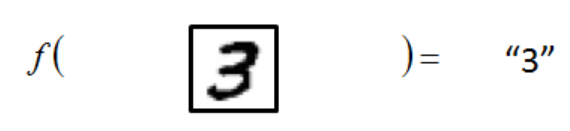 f( 3 ) = “3”